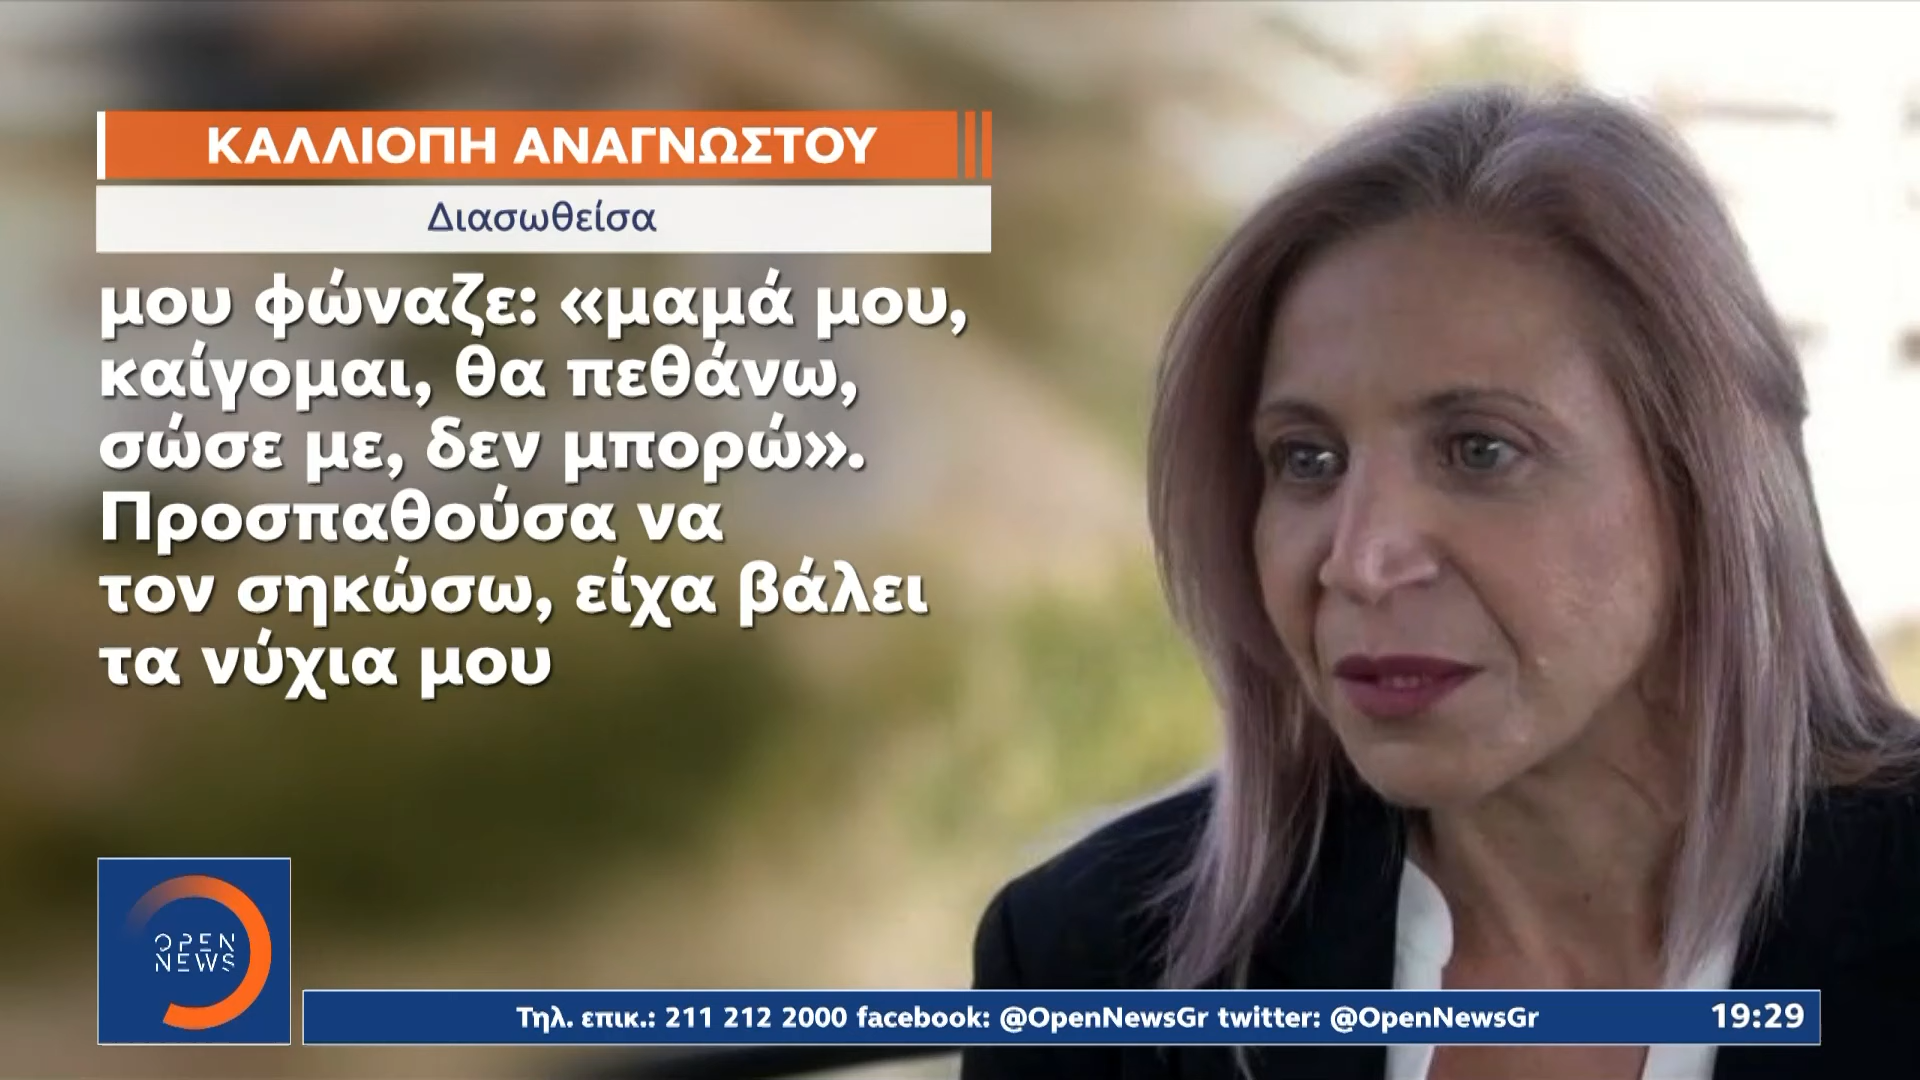 ΚΑΛΛΙΟΠΗ ΑΝΑΓΝΩΣΤΟΥ
Διασωθείσα
μου φώναζε: «μαμά μου,
καίγομαι, θα πεθάνω,
σώσε με, δεν μπορώ».
Προσπαθούσα να
τον σηκώσω, είχα βάλει
τα νύχια μου
OPEN
NEWS
Τηλ. επικ.: 211 212 2000 facebook: @OpenNewsGr twitter: @OpenNewsGr
19:29